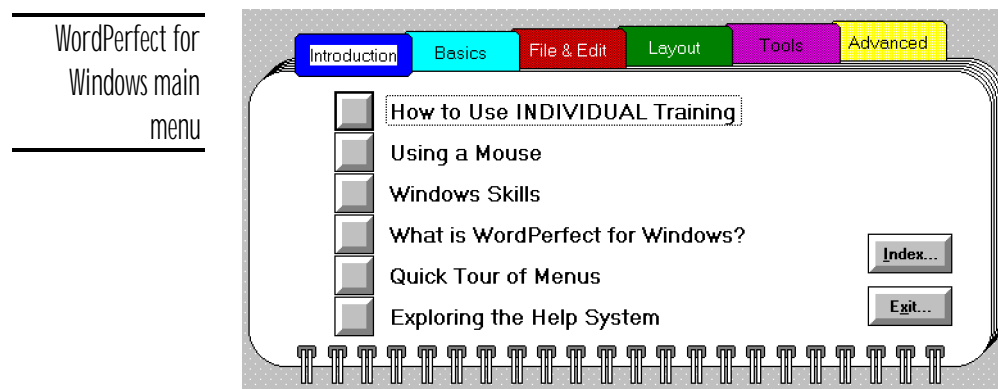 WordPerfect for
Windows main
menu
Introduction Basics File & Edit Layout Tools Advanced
How to Use INDIVIDUAL Training
Using a Mouse
Windows Skills
What is WordPerfect for Windows?
Index...
Quick Tour of Menus
Exit...
Exploring the Help System